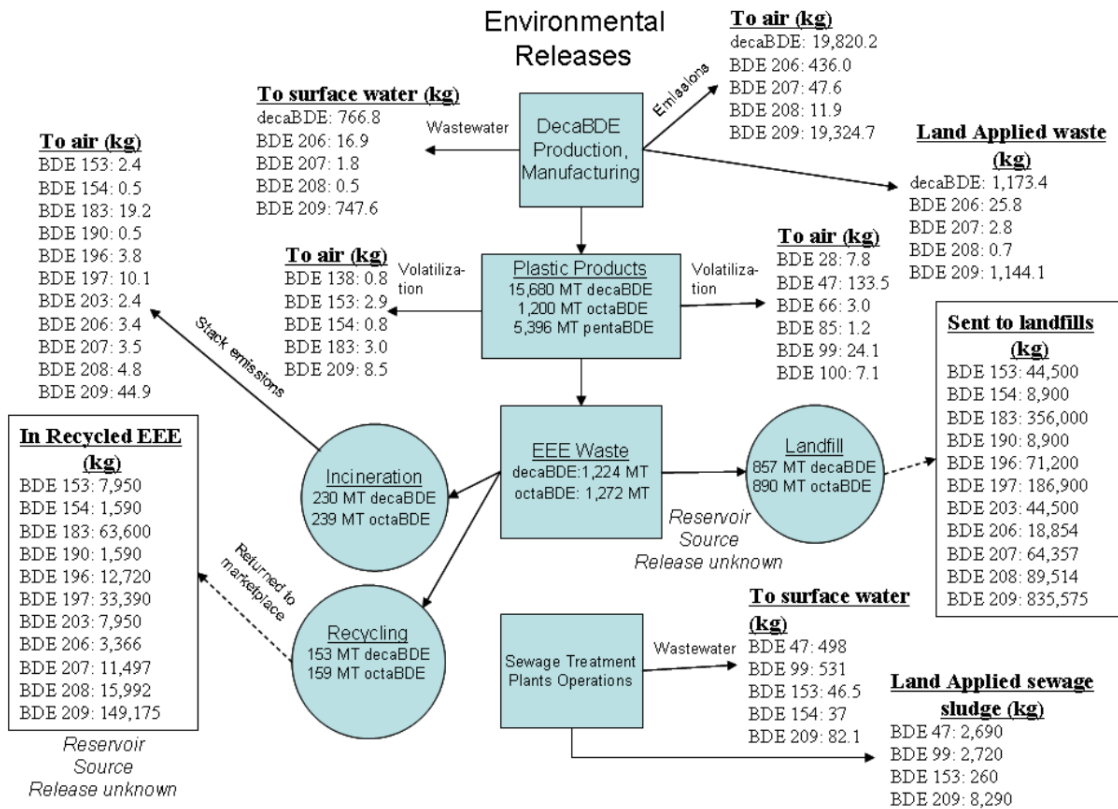 Environmental
Releases
To air (kg)
decaBDE: 19,820.2
BDE 206: 436.0
BDE 207: 47.6
BDE 208: 11.9
BDE 209: 19,324.7
Emissions
To surface water (kg)
decaBDE: 766.8
BDE 206: 16.9
BDE 207: 1.8
BDE 208: 0.5
BDE 209: 747.6
Wastewater
DecaBDE
Production,
Manufacturing
Land Applied waste
(kg)
decaBDE: 1,173.4
BDE 206: 25.8
BDE 207: 2.8
BDE 208: 0.7
BDE 209: 1,144.1
To air (kg)
BDE 153: 2.4
BDE 154: 0.5
BDE 183: 19.2
BDE 190: 0.5
BDE 196: 3.8
BDE 197: 10.1
BDE 203: 2.4
BDE 206: 3.4
BDE 207: 3.5
BDE 208: 4.8
BDE 209: 44.9
Stack emissions
To air (kg)
BDE 138: 0.8
BDE 153: 2.9
BDE 154: 0.8
BDE 183: 3.0
BDE 209: 8.5
Volatiliza-
tion
Plastic Products
15,680 MT decaBDE
1,200 MT octaBDE
5,396 MT pentaBDE
Volatiliza-
tion
To air (kg)
BDE 28: 7.8
BDE 47: 133.5
BDE 66: 3.0
BDE 85: 1.2
BDE 99: 24.1
BDE 100: 7.1
Sent to landfills
(kg)
BDE 153: 44,500
BDE 154: 8,900
BDE 183: 356,000
BDE 190: 8,900
BDE 196: 71,200
BDE 197: 186,900
BDE 203: 44,500
BDE 206: 18,854
BDE 207: 64,357
BDE 208: 89,514
BDE 209: 835,575
In Recycled EEE
(kg)
BDE 153: 7,950
BDE 154: 1,590
BDE 183: 63,600
BDE 190: 1,590
BDE 196: 12,720
BDE 197: 33,390
BDE 203: 7,950
BDE 206: 3,366
BDE 207: 11,497
BDE 208: 15,992
BDE 209: 149,175
Reservoir
Source
Release unknown
Incineration
230 MT decaBDE
239 MT octaBDE
EEE Waste
decaBDE:1,224 MT
octaBDE: 1,272 MT
Landfill
857 MT decaBDE
890 MT octaBDE
Reservoir
Source
Release unknown
Returned to
marketplace
Recycling
153 MT decaBDE
159 MT octaBDE
Sewage Treatment
Plants Operations
Wastewater
To surface water
(kg)
BDE 47: 498
BDE 99: 531
BDE 153: 46.5
BDE 154: 37
BDE 209: 82.1
Land Applied sewage
sludge (kg)
BDE 47: 2,690
BDE 99: 2,720
BDE 153: 260
BDE 209: 8,290